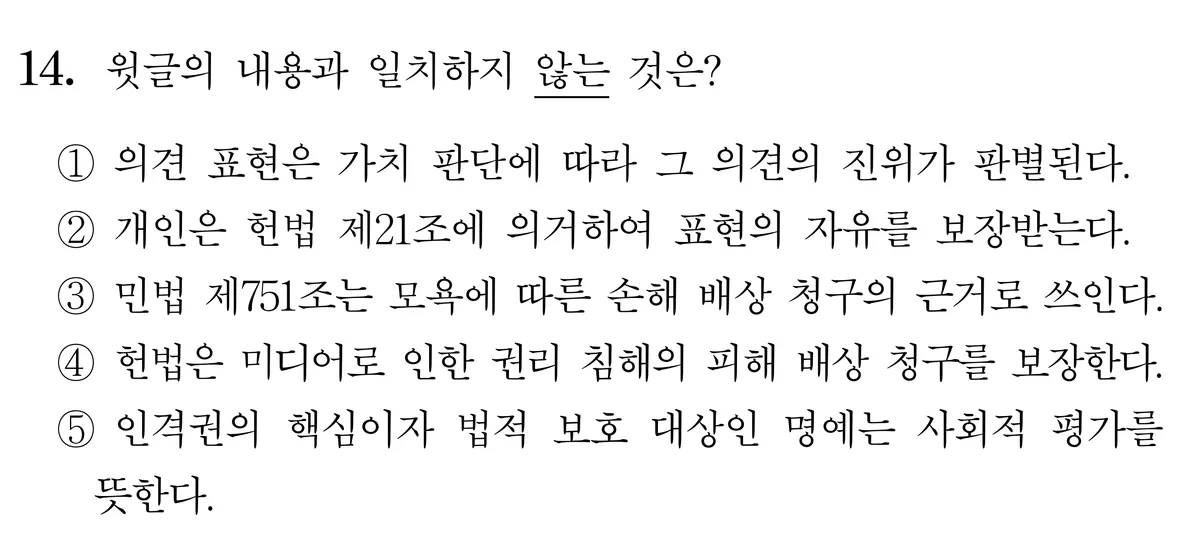 14. 윗글의 내용과 일치하지 않는 것은?
① 의견 표현은 가치 판단에 따라 그 의견의 진위가 판별된다.
② 개인은 헌법 제21조에 의거하여 표현의 자유를 보장받는다.
③ 민법 제751조는 모욕에 따른 손해 배상 청구의 근거로 쓰인다.
④ 헌법은 미디어로 인한 권리 침해의 피해 배상 청구를 보장한다.
⑤ 인격권의 핵심이자 법적 보호 대상인 명예는 사회적 평가를
뜻한다.